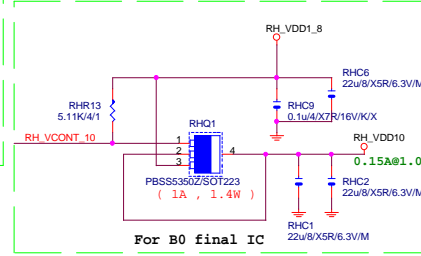 RH_VDD1_8
RHC6
22u/8/X5R/6.3V/M
RHR13
5.11K/4/1
RHQ1
RHC9
0.1u/4/X7R/16V/K/X
RH_VCONT_10
1
2
3
4
RH_VDD10
0.15A@1.0
PBSS5350Z/SOT223
( 1A , 1.4W )
RHC2
22u/8/X5R/6.3V/M
RHC1
22u/8/X5R/6.3V/M
For B0 final IC